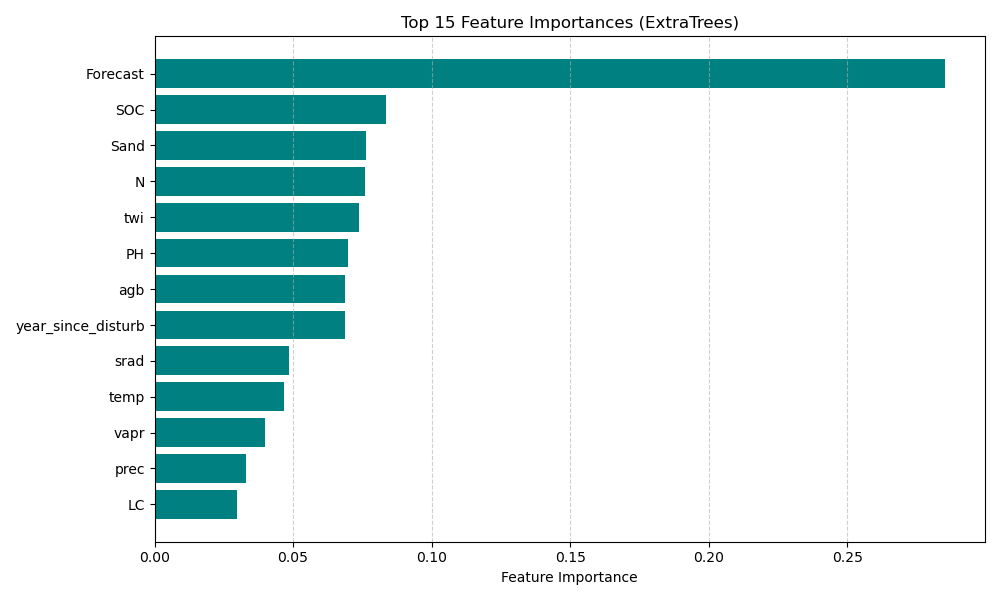 Top 15 Feature Importances (ExtraTrees)
Forecast
SOC
Sand
N
twi
PH
agb
year_since_disturb
srad
temp
vapr
prec
LC
0.00 0.05 0.10 0.15 0.20 0.25
Feature Importance